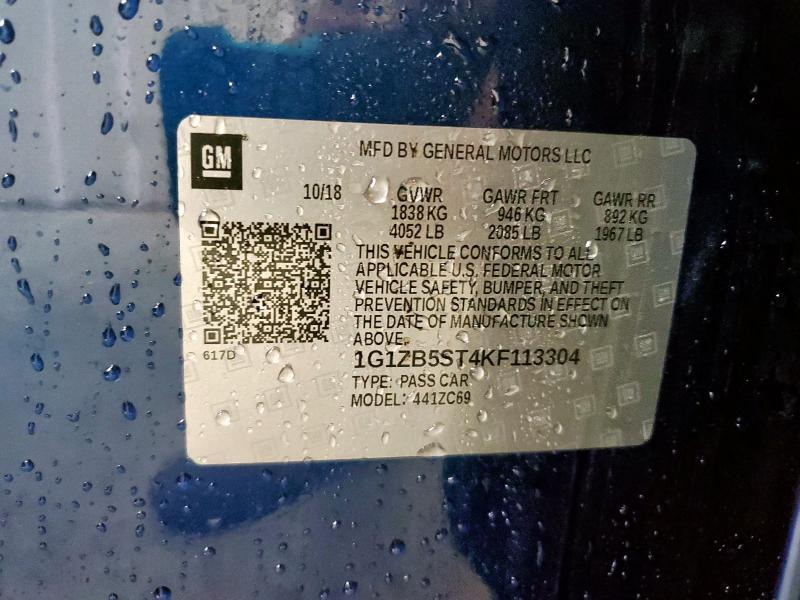 GM
MFD BY GENERAL MOTORS LLC
10/18 GVWR GAWR FRT GAWR RR
1838 KG 946 KG 892 KG
4052 LB 2085 LB 1967 LB
THIS VEHICLE CONFORMS TO ALL
APPLICABLE U.S. FEDERAL MOTOR
VEHICLE SAFETY, BUMPER, AND THEFT
PREVENTION STANDARDS IN EFFECT ON
THE DATE OF MANUFACTURE SHOWN
ABOVE.
617D
1G1ZB5ST4KF113304
TYPE: PASS CAR
MODEL: 441ZC69